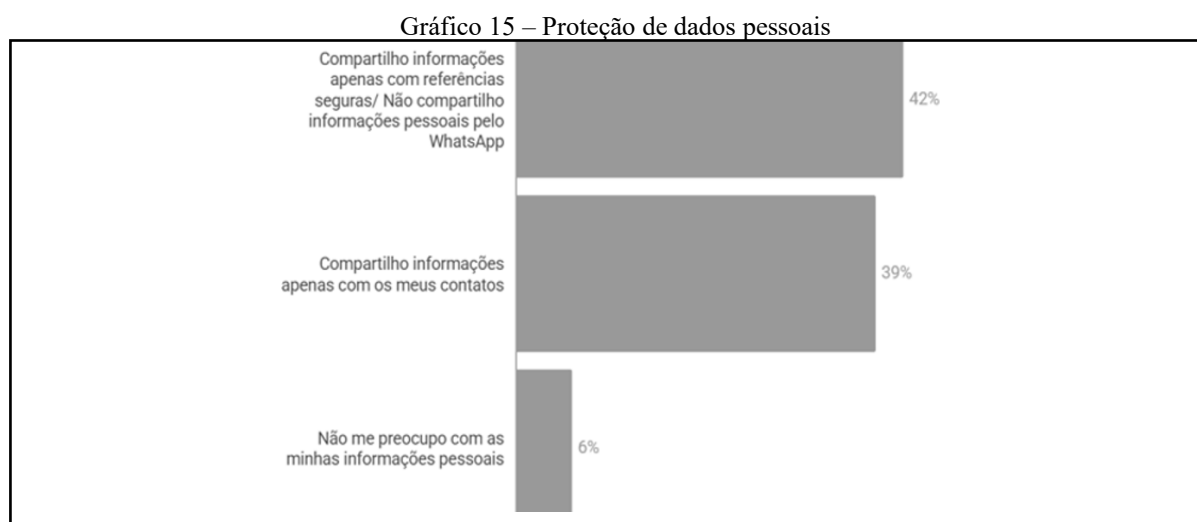 Gráfico 15 – Proteção de dados pessoais
Compartilho informações
apenas com referências
seguras/ Não compartilho
informações pessoais pelo
WhatsApp
42%
Compartilho informações
apenas com os meus contatos
39%
Não me preocupo com as
minhas informações pessoais
6%